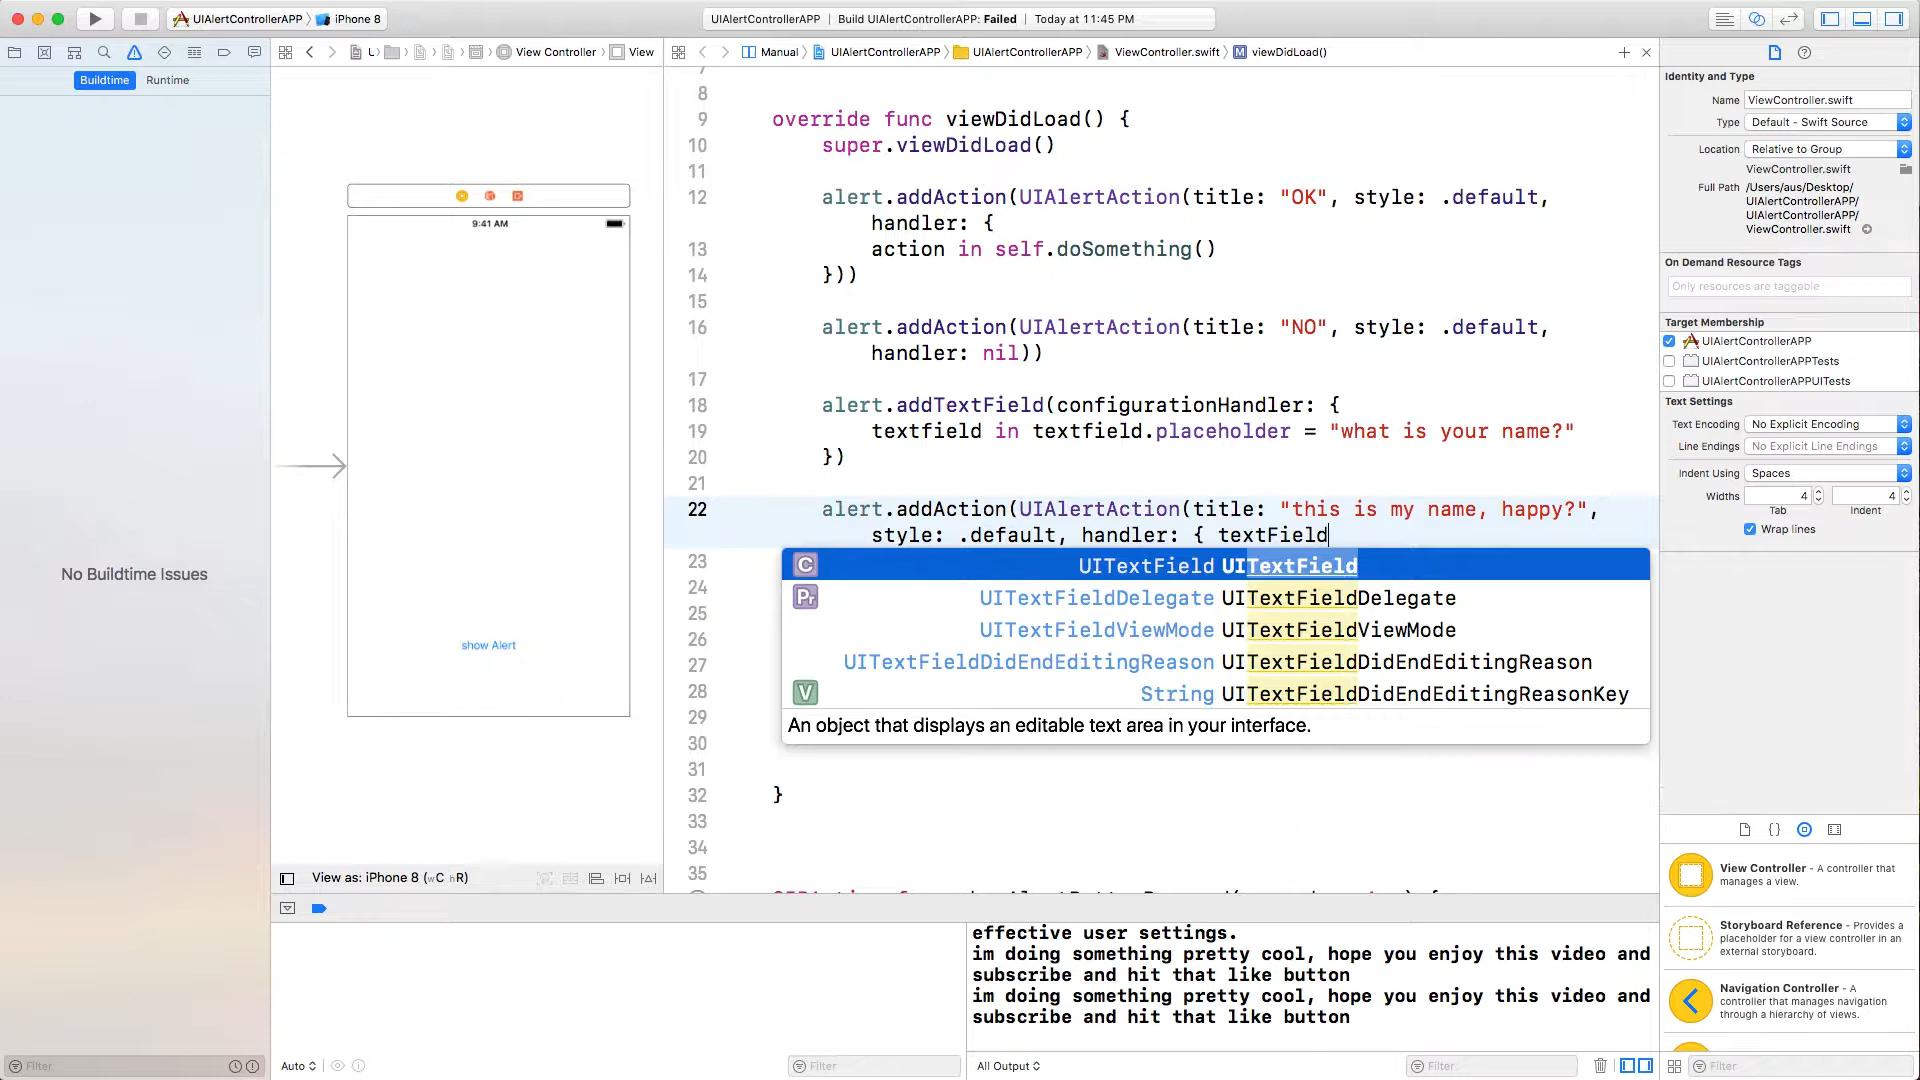 UIAlertControllerAPP
iPhone 8
UIAlertControllerAPP
Build UIAlertControllerAPP: Failed
Today at 11:45 PM
View Controller
View
Manual
UIAlertControllerAPP
UIAlertControllerAPP
ViewController.swift
viewDidLoad()
Buildtime
Runtime
No Buildtime Issues
Filter
9:41 AM
show Alert
View as: iPhone 8 (wC hR)
8
9 override func viewDidLoad() {
10 super.viewDidLoad()
11
12 alert.addAction(UIAlertAction(title: "OK", style: .default,
handler: {
13 action in self.doSomething()
14 }))
15
16 alert.addAction(UIAlertAction(title: "NO", style: .default,
handler: nil))
17
18 alert.addTextField(configurationHandler: {
19 textfield in textfield.placeholder = "what is your name?"
20 })
21
22 alert.addAction(UIAlertAction(title: "this is my name, happy?",
style: .default, handler: { textField
23
24
25
26
27
28
29
30
31
32 }
33
34
35
C UITextField UITextField
Pr UITextFieldDelegate UITextFieldDelegate
UITextFieldViewMode UITextFieldViewMode
UITextFieldDidEndEditingReason UITextFieldDidEndEditingReason
V String UITextFieldDidEndEditingReasonKey
An object that displays an editable text area in your interface.
Auto
Filter
effective user settings.
im doing something pretty cool, hope you enjoy this video and
subscribe and hit that like button
im doing something pretty cool, hope you enjoy this video and
subscribe and hit that like button
All Output
Filter
Identity and Type
Name ViewController.swift
Type Default - Swift Source
Location Relative to Group
ViewController.swift
Full Path /Users/aus/Desktop/
UIAlertControllerAPP/
UIAlertControllerAPP/
ViewController.swift
On Demand Resource Tags
Only resources are taggable
Target Membership
UIAlertControllerAPP
UIAlertControllerAPPTests
UIAlertControllerAPPUITests
Text Settings
Text Encoding No Explicit Encoding
Line Endings No Explicit Line Endings
Indent Using Spaces
Widths 4 4
Tab Indent
Wrap lines
View Controller - A controller that
manages a view.
Storyboard Reference - Provides a
placeholder for a view controller in an
external storyboard.
Navigation Controller - A
controller that manages navigation
through a hierarchy of views.
Filter